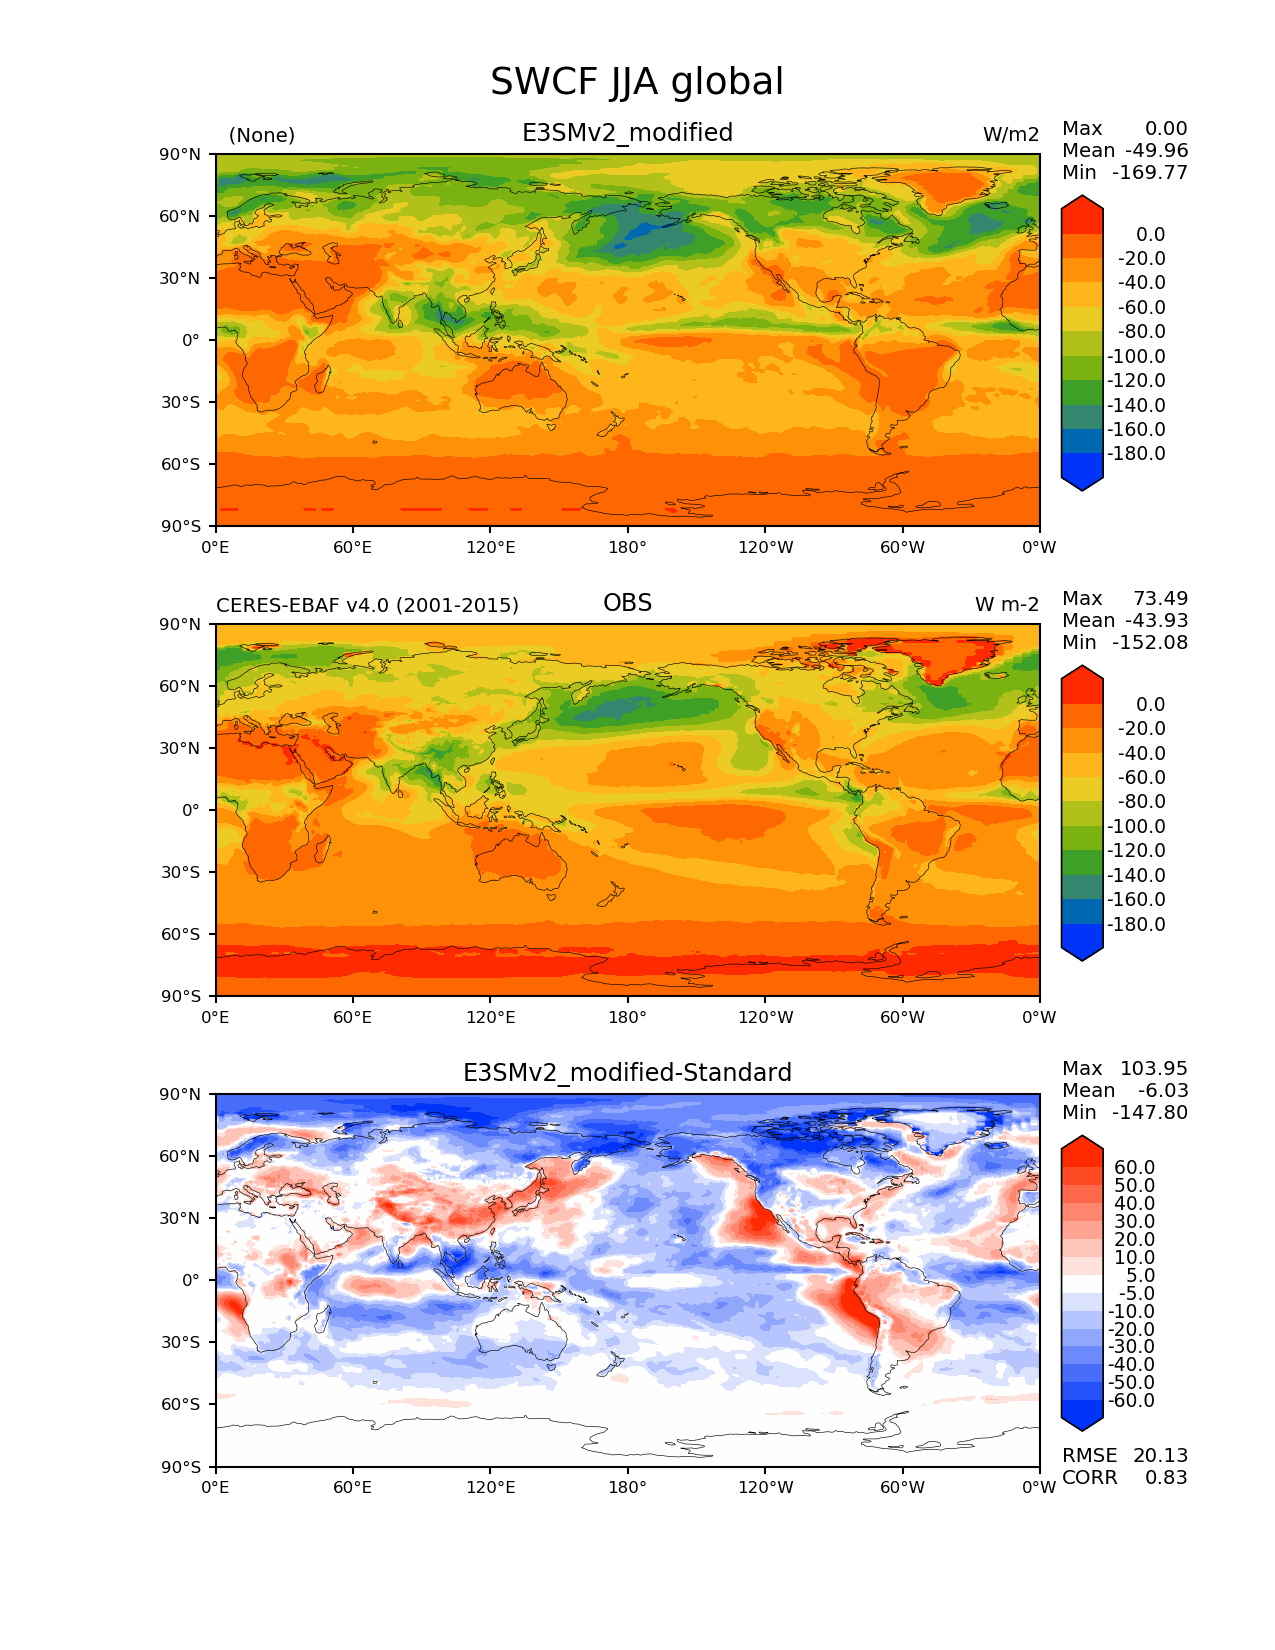 SWCF JJA global
(None) E3SMv2_modified W/m2
Max 0.00
Mean -49.96
Min -169.77
90°N
60°N
30°N
0°
30°S
60°S
90°S
0°E 60°E 120°E 180° 120°W 60°W 0°W
0.0
-20.0
-40.0
-60.0
-80.0
-100.0
-120.0
-140.0
-160.0
-180.0
CERES-EBAF v4.0 (2001-2015) OBS W m-2
Max 73.49
Mean -43.93
Min -152.08
90°N
60°N
30°N
0°
30°S
60°S
90°S
0°E 60°E 120°E 180° 120°W 60°W 0°W
0.0
-20.0
-40.0
-60.0
-80.0
-100.0
-120.0
-140.0
-160.0
-180.0
E3SMv2_modified-Standard
Max 103.95
Mean -6.03
Min -147.80
90°N
60°N
30°N
0°
30°S
60°S
90°S
0°E 60°E 120°E 180° 120°W 60°W 0°W
60.0
50.0
40.0
30.0
20.0
10.0
5.0
-5.0
-10.0
-20.0
-30.0
-40.0
-50.0
-60.0
RMSE 20.13
CORR 0.83